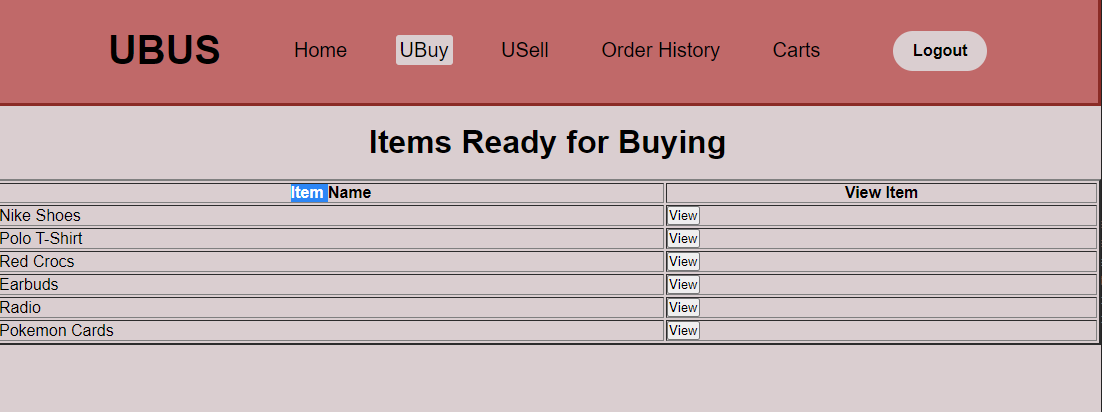 UBUS Home UBuy USell Order History Carts Logout
Items Ready for Buying
Item Name View Item
Nike Shoes View
Polo T-Shirt View
Red Crocs View
Earbuds View
Radio View
Pokemon Cards View